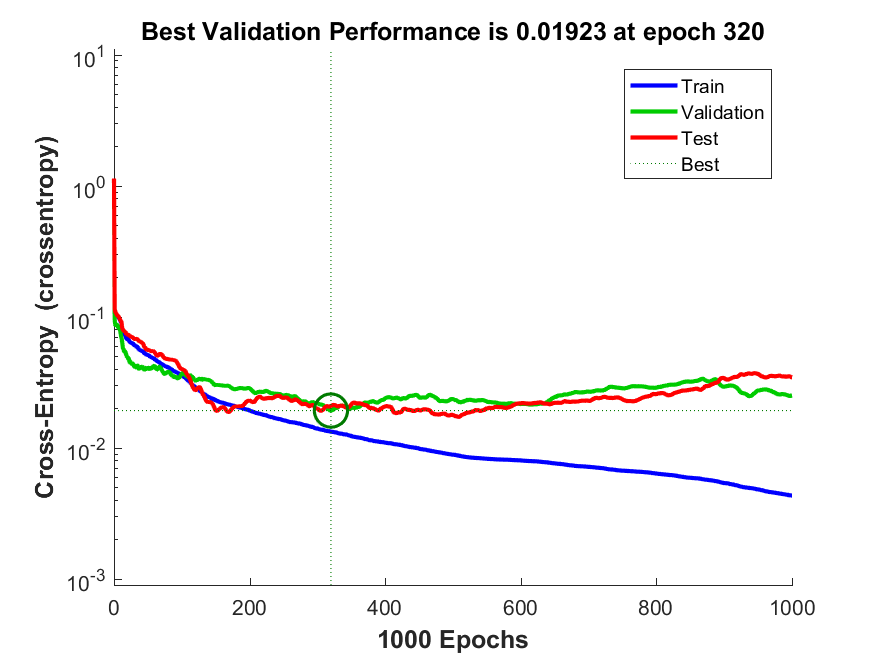 Best Validation Performance is 0.01923 at epoch 320
Cross-Entropy (crossentropy)
10^1
10^0
10^-1
10^-2
10^-3
Train
Validation
Test
Best
0 200 400 600 800 1000
1000 Epochs